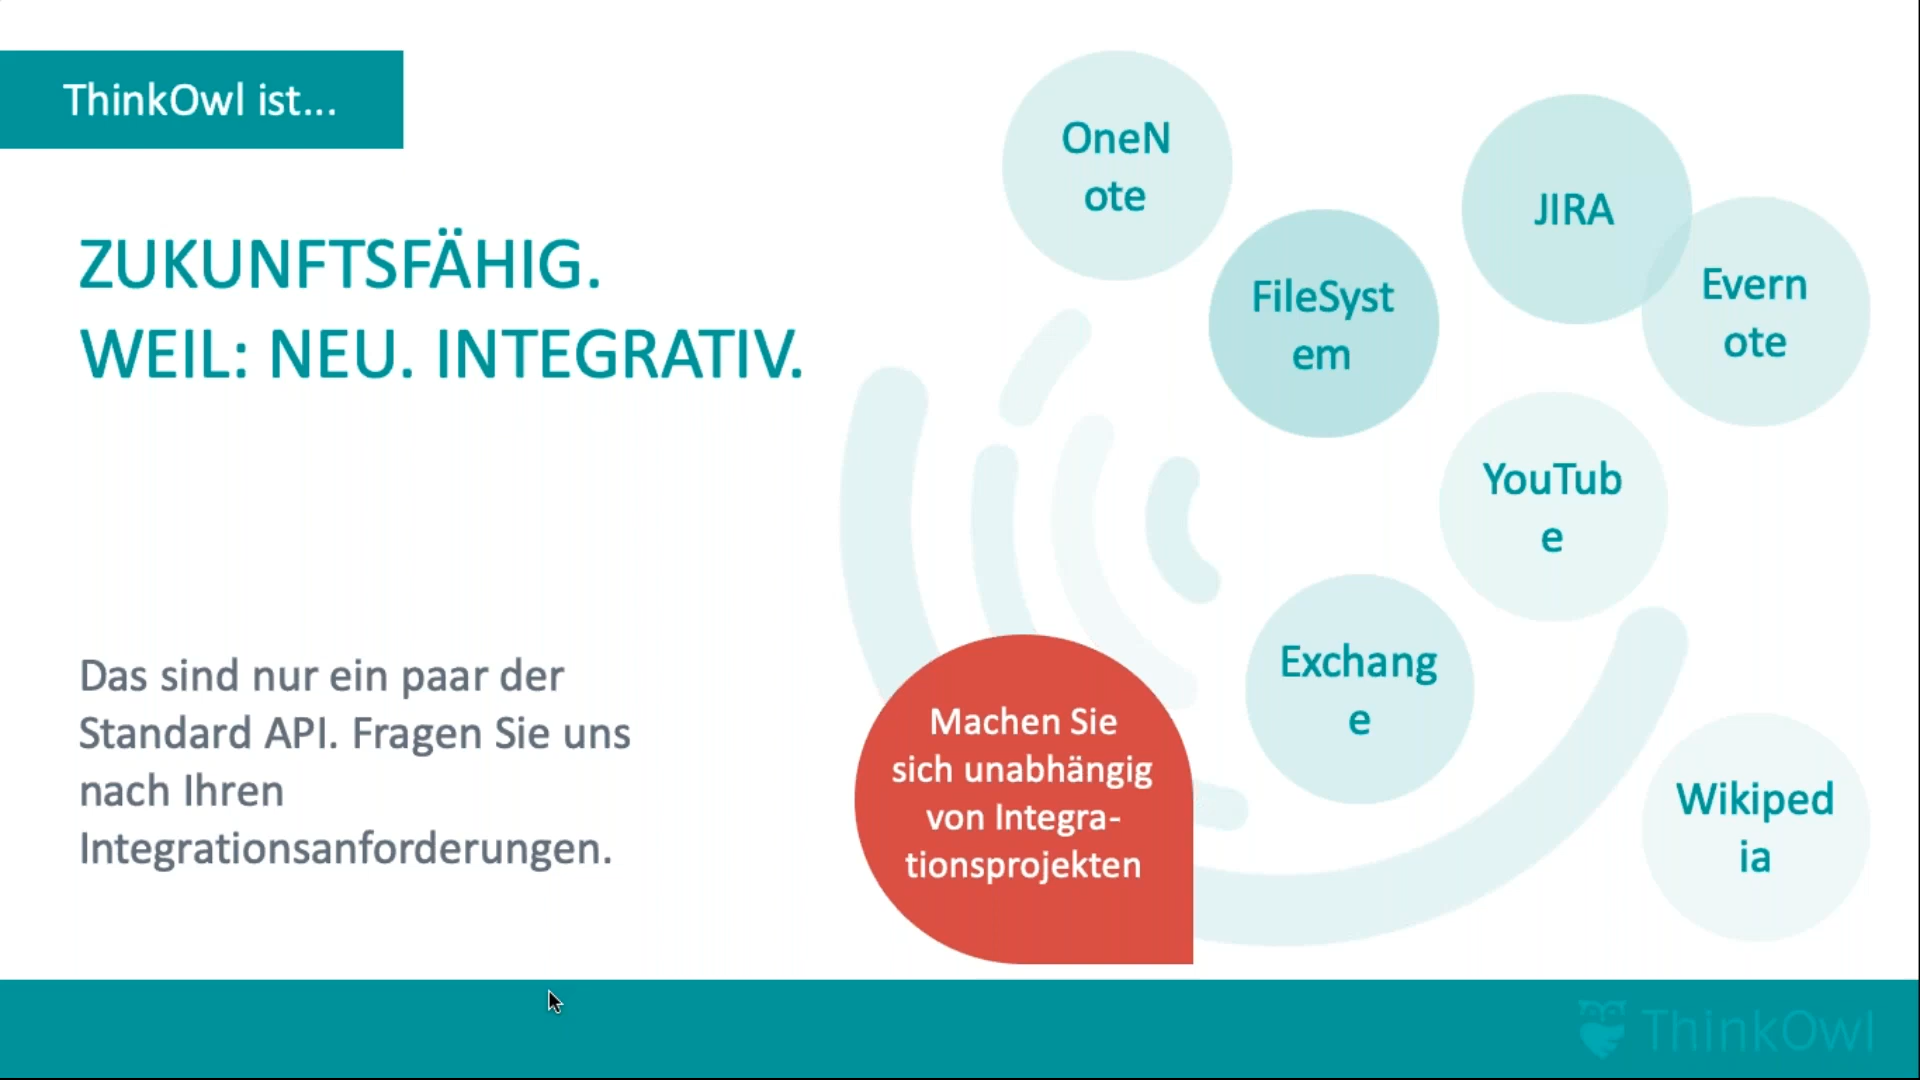 ThinkOwl ist...
ZUKUNFTSFÄHIG.
WEIL: NEU. INTEGRATIV.
Das sind nur ein paar der
Standard API. Fragen Sie uns
nach Ihren
Integrationsanforderungen.
OneN
ote
FileSyst
em
JIRA
Evern
ote
YouTub
e
Exchang
e
Wikiped
ia
Machen Sie
sich unabhängig
von Integra-
tionsprojekten
ThinkOwl